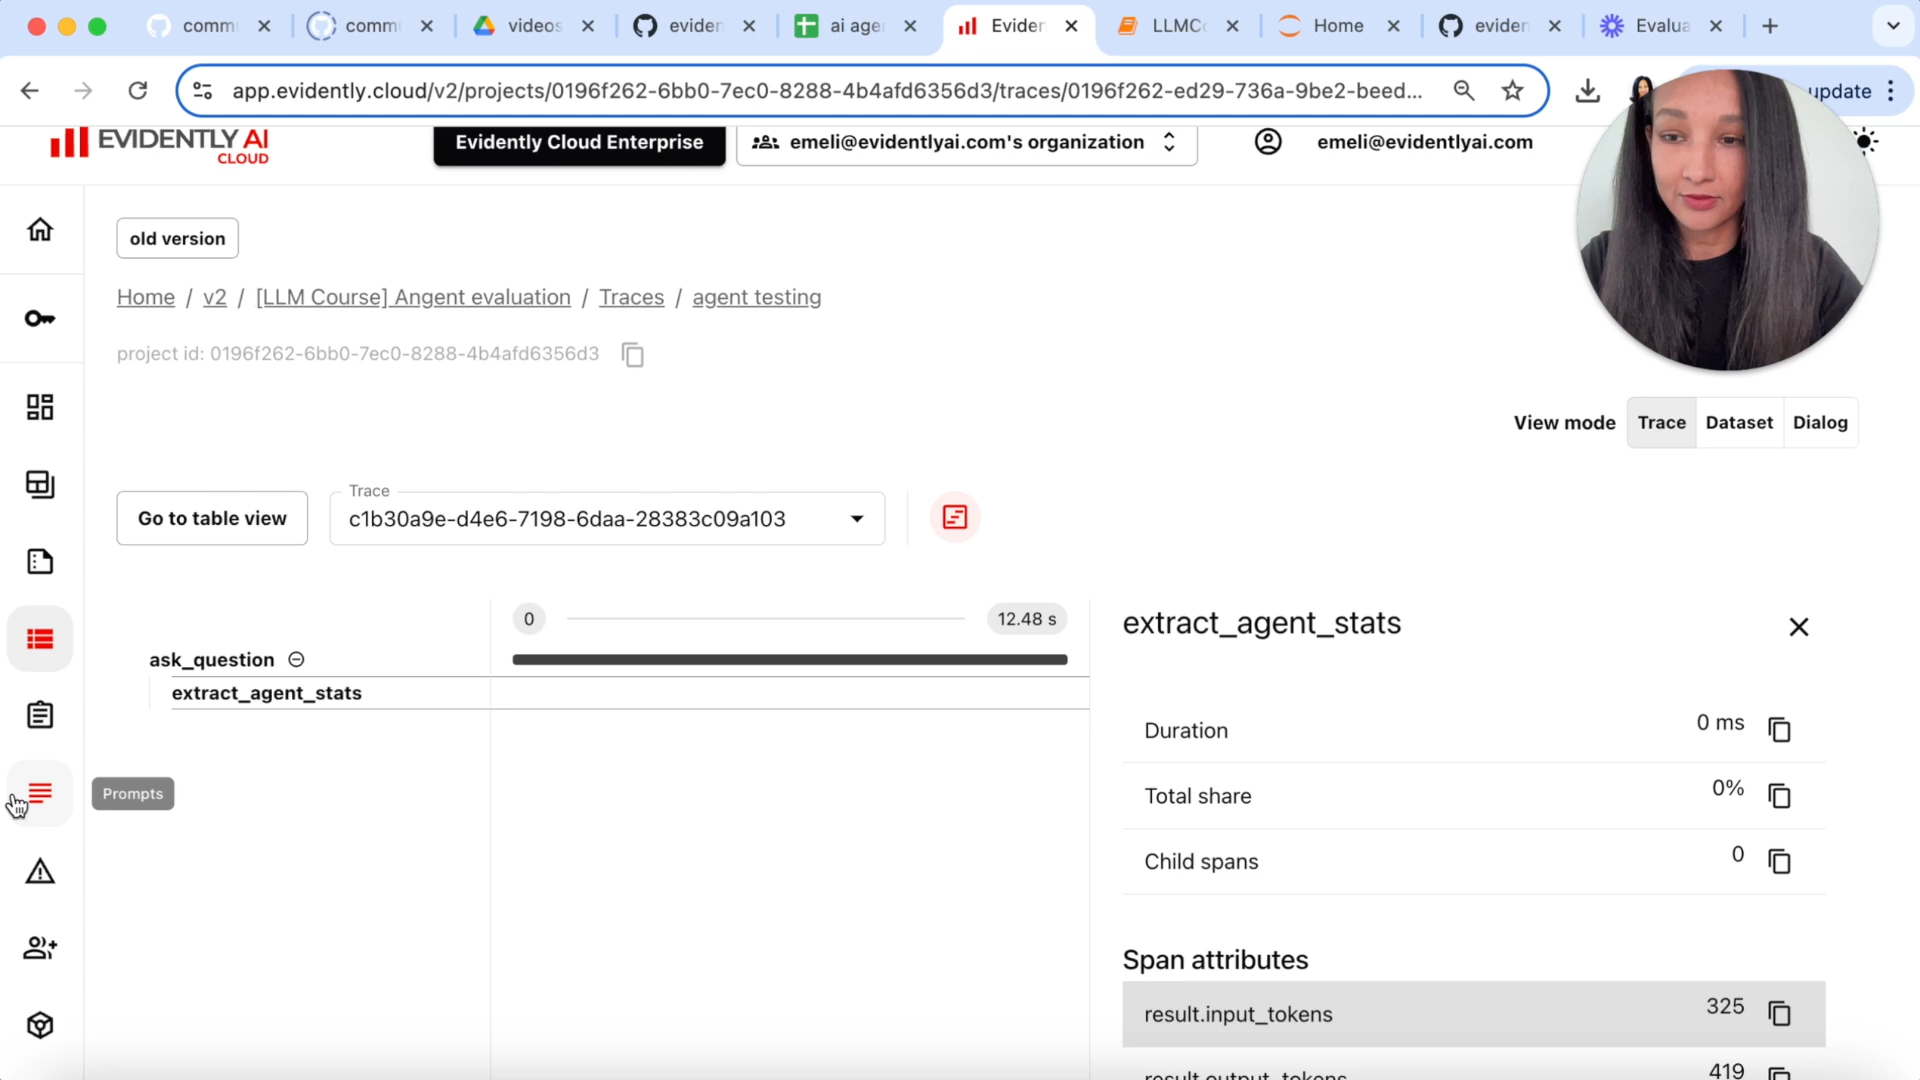 comm
comm
videos
eviden
ai age
Eviden
LLMC
Home
eviden
Evalua
app.evidently.cloud/v2/projects/0196f262-6bb0-7ec0-8288-4b4afd6356d3/traces/0196f262-ed29-736a-9be2-beed...
update
EVIDENTLY AI
CLOUD
Evidently Cloud Enterprise
emeli@evidentlyai.com's organization
emeli@evidentlyai.com
old version
Home / v2 / [LLM Course] Angent evaluation / Traces / agent testing
project id: 0196f262-6bb0-7ec0-8288-4b4afd6356d3
View mode
Trace
Dataset
Dialog
Go to table view
Trace
c1b30a9e-d4e6-7198-6daa-28383c09a103
0
12.48 s
ask_question
extract_agent_stats
extract_agent_stats
Duration
0 ms
Total share
0%
Child spans
0
Prompts
Span attributes
result.input_tokens
325
result.output_tokens
419